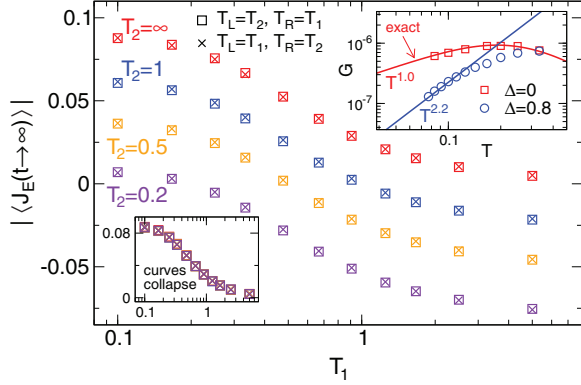 | ⟨J_E(t→∞)⟩ |
0.1
0.05
0
-0.05
T_2=∞
T_2=1
T_2=0.5
T_2=0.2
□ T_L=T_2, T_R=T_1
× T_L=T_1, T_R=T_2
G
10^-6
10^-7
exact
T^1.0
T^2.2
□ Δ=0
○ Δ=0.8
0.1
T
0.08
0
curves
collapse
0.1
1
0.1
1
T_1